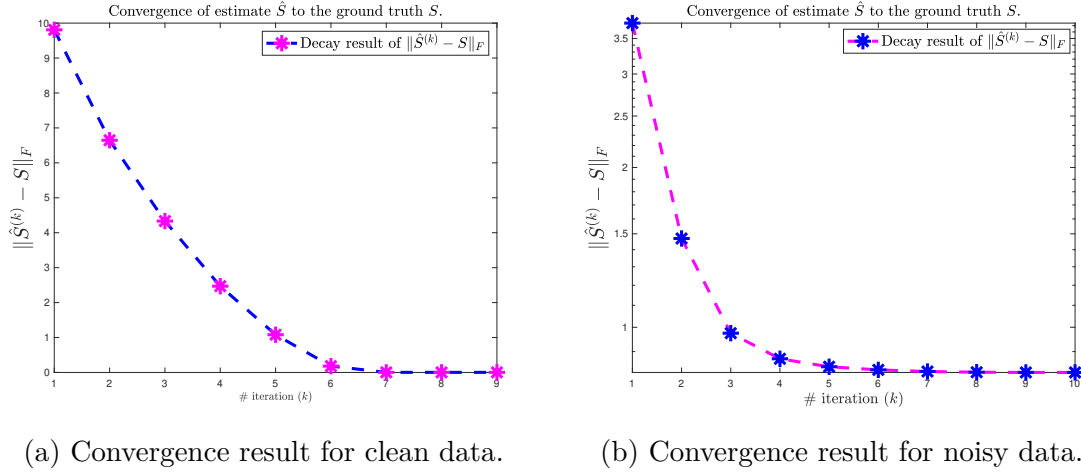 Convergence of estimate Ŝ to the ground truth S.
Decay result of ‖Ŝ^(k) − S‖_F
‖Ŝ^(k) − S‖_F
10
9
8
7
6
5
4
3
2
1
0
1 2 3 4 5 6 7 8 9
# iteration (k)
(a) Convergence result for clean data.
Convergence of estimate Ŝ to the ground truth S.
Decay result of ‖Ŝ^(k) − S‖_F
‖Ŝ^(k) − S‖_F
3.5
3
2.5
2
1.5
1
1 2 3 4 5 6 7 8 9 10
# iteration (k)
(b) Convergence result for noisy data.